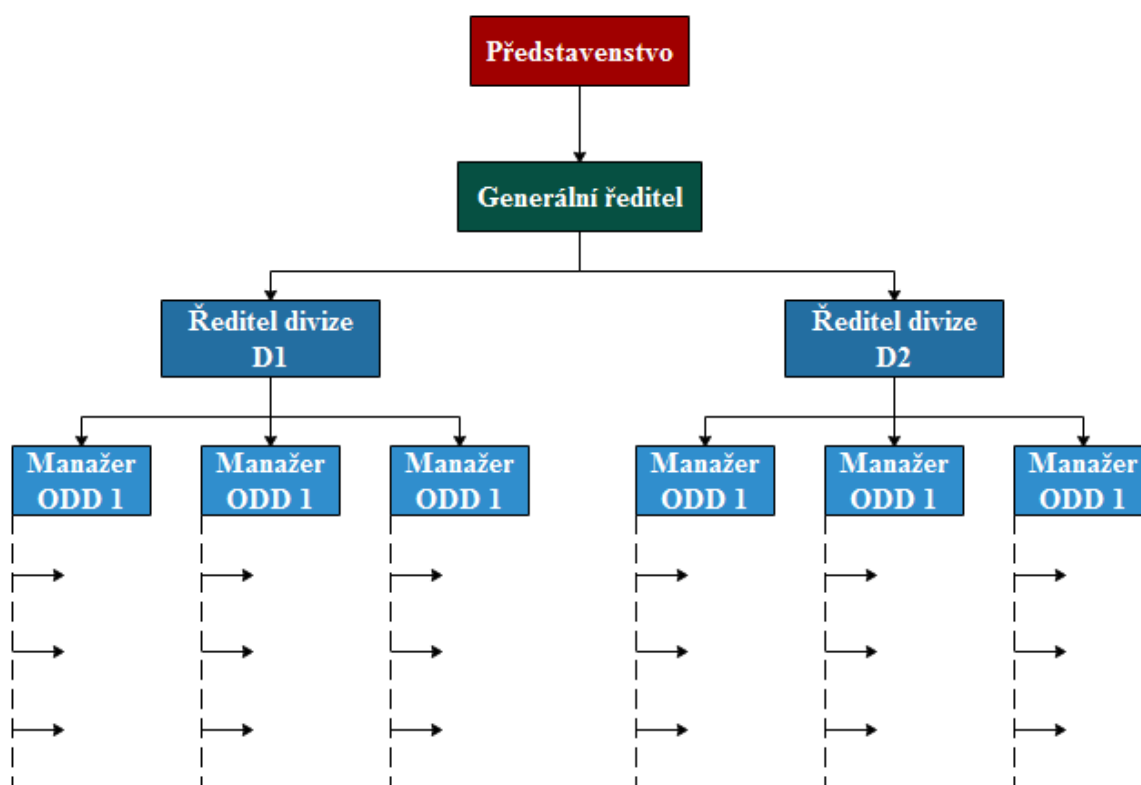 Představenstvo
Generální ředitel
Ředitel divize
D1
Ředitel divize
D2
Manažer
ODD 1
Manažer
ODD 1
Manažer
ODD 1
Manažer
ODD 1
Manažer
ODD 1
Manažer
ODD 1